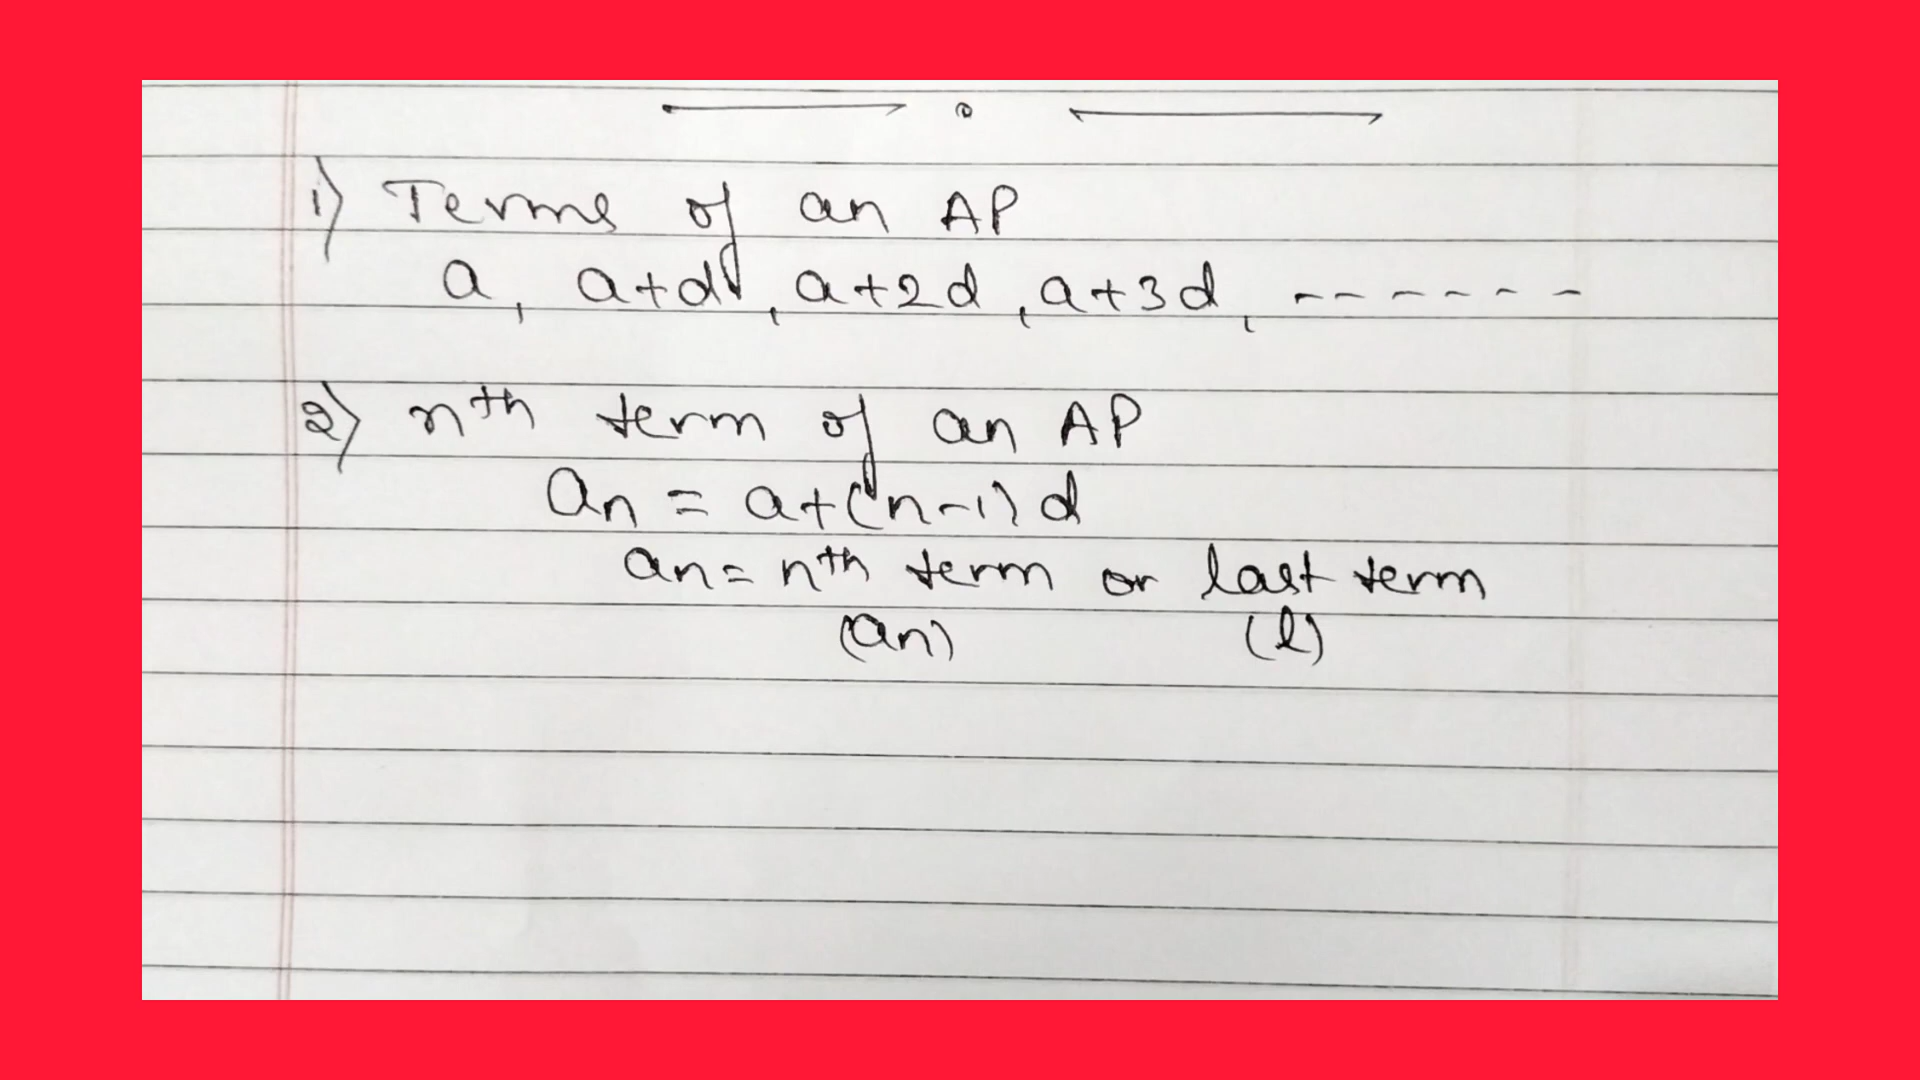 1) Terms of an AP
a, a+d, a+2d, a+3d, ------
2) nth term of an AP
an = a+(n-1)d
an = nth term or last term
(an) (l)